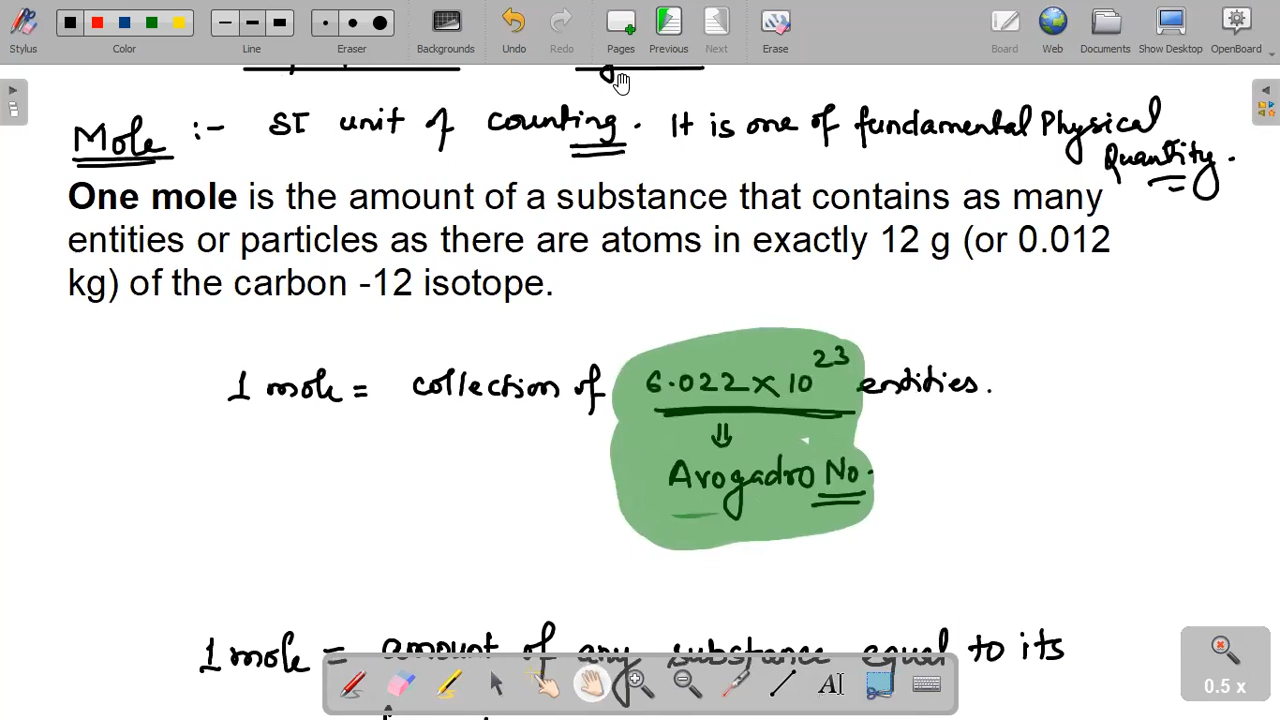 Stylus Color Line Eraser Backgrounds Undo Redo Pages Previous Next Erase Board Web Documents Show Desktop OpenBoard
Mole :- SI unit of counting. It is one of fundamental Physical
Quantity.
One mole is the amount of a substance that contains as many
entities or particles as there are atoms in exactly 12 g (or 0.012
kg) of the carbon -12 isotope.
1 mole = collection of 6.022 × 10²³ entities.
⇓
Avogadro No.
1 mole = amount of any substance equal to its
0.5 x